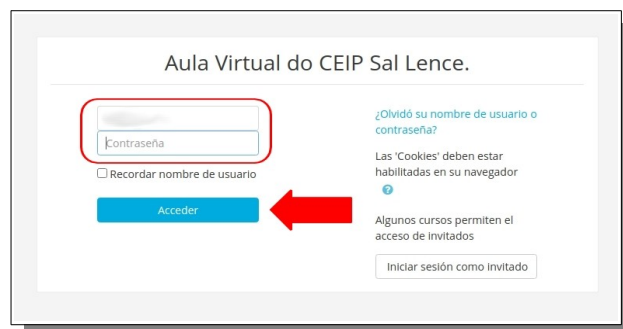 Aula Virtual do CEIP Sal Lence.
Contraseña
Recordar nombre de usuario
Acceder
¿Olvidó su nombre de usuario o
contraseña?
Las 'Cookies' deben estar
habilitadas en su navegador
Algunos cursos permiten el
acceso de invitados
Iniciar sesión como invitado